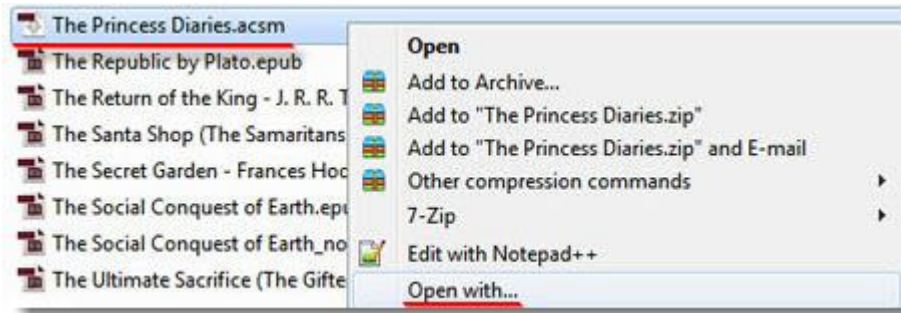 The Princess Diaries.acsm
The Republic by Plato.epub
The Return of the King - J. R. R. T
The Santa Shop (The Samaritans
The Secret Garden - Frances Hoo
The Social Conquest of Earth.epu
The Social Conquest of Earth_no
The Ultimate Sacrifice (The Gifte
Open
Add to Archive...
Add to "The Princess Diaries.zip"
Add to "The Princess Diaries.zip" and E-mail
Other compression commands
7-Zip
Edit with Notepad++
Open with...